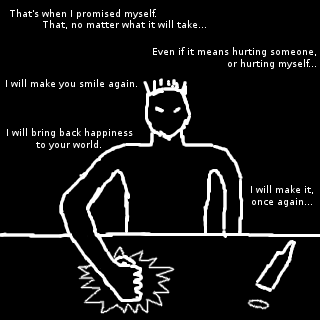 That's when I promised myself.
That, no matter what it will take...
Even if it means hurting someone,
or hurting myself...
I will make you smile again.
I will bring back happiness
to your world.
I will make it,
once again...